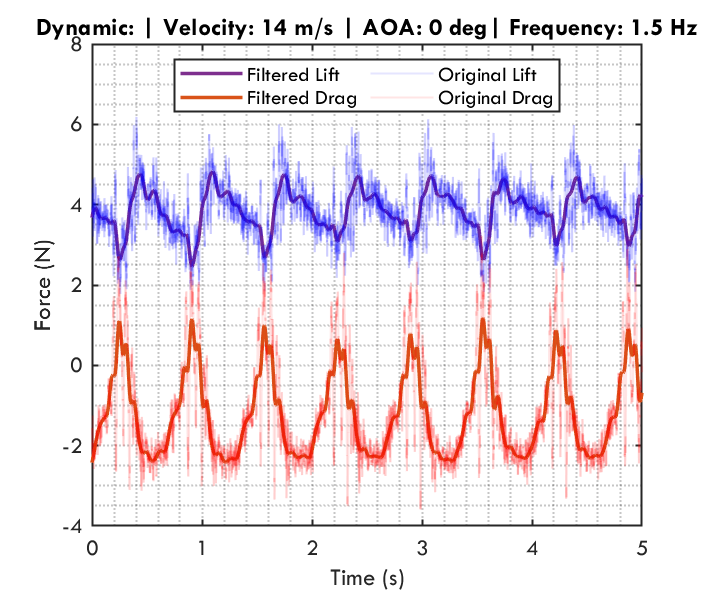 Dynamic: | Velocity: 14 m/s | AOA: 0 deg| Frequency: 1.5 Hz
Filtered Lift Original Lift
Filtered Drag Original Drag
8
6
4
2
0
-2
-4
Force (N)
0 1 2 3 4 5
Time (s)